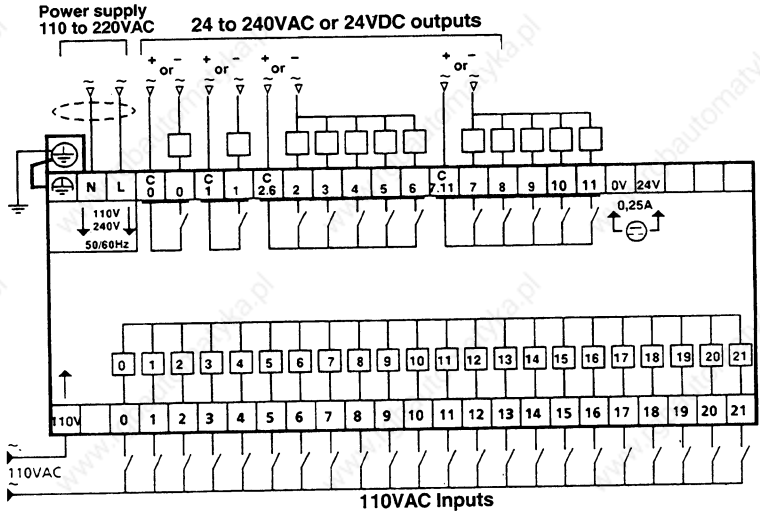 Power supply
110 to 220VAC
24 to 240VAC or 24VDC outputs
+ or - + or - + or - + or -
N L C 0 0 C 1 1 C 2.6 2 3 4 5 6 C 7.11 7 8 9 10 11 0V 24V
110V
240V
50/60Hz
0,25A
0 1 2 3 4 5 6 7 8 9 10 11 12 13 14 15 16 17 18 19 20 21
110V 0 1 2 3 4 5 6 7 8 9 10 11 12 13 14 15 16 17 18 19 20 21
110VAC
110VAC Inputs